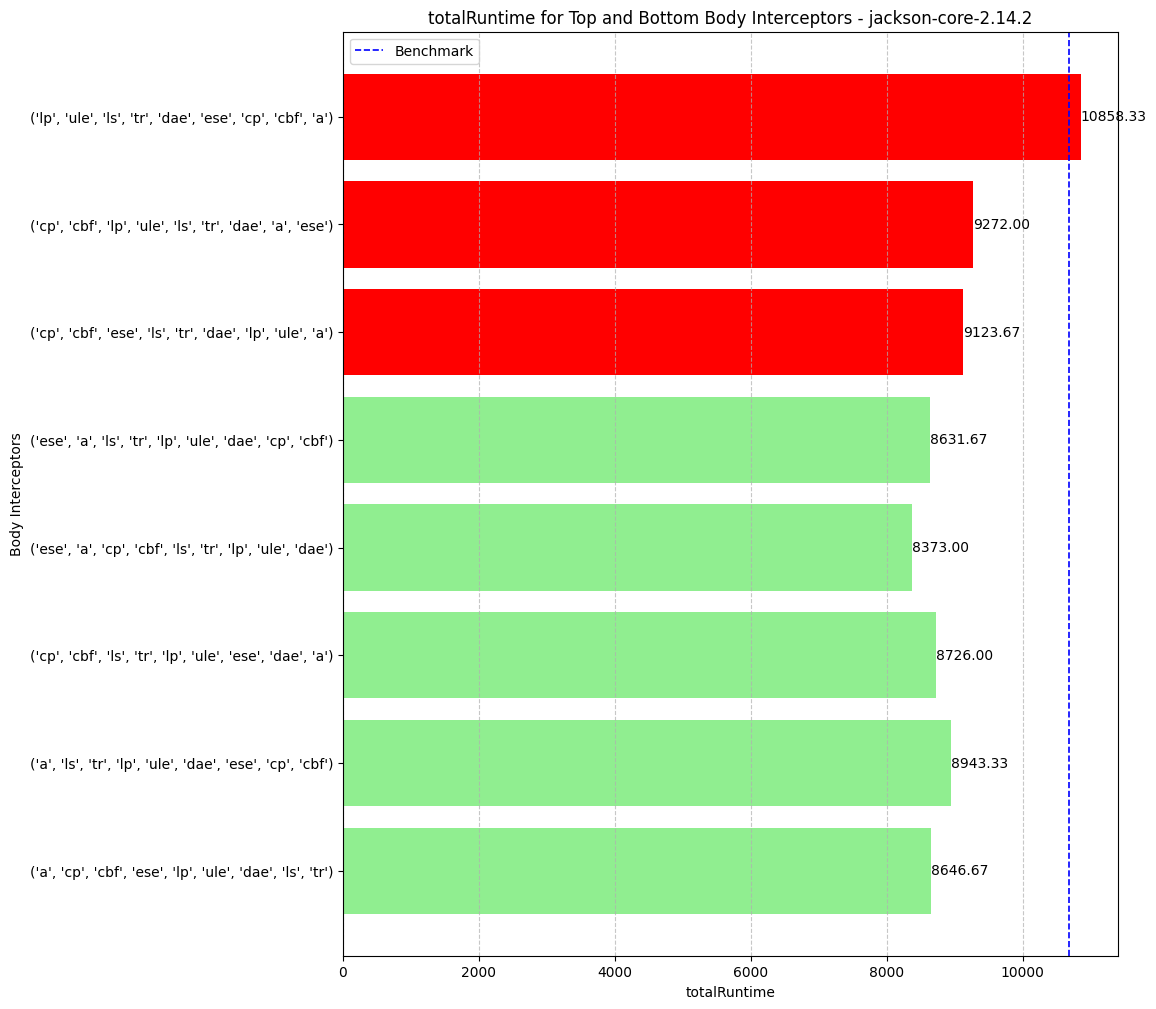 totalRuntime for Top and Bottom Body Interceptors - jackson-core-2.14.2
Benchmark
('lp', 'ule', 'ls', 'tr', 'dae', 'ese', 'cp', 'cbf', 'a')
10858.33
('cp', 'cbf', 'lp', 'ule', 'ls', 'tr', 'dae', 'a', 'ese')
9272.00
('cp', 'cbf', 'ese', 'ls', 'tr', 'dae', 'lp', 'ule', 'a')
9123.67
('ese', 'a', 'ls', 'tr', 'lp', 'ule', 'dae', 'cp', 'cbf')
8631.67
Body Interceptors
('ese', 'a', 'cp', 'cbf', 'ls', 'tr', 'lp', 'ule', 'dae')
8373.00
('cp', 'cbf', 'ls', 'tr', 'lp', 'ule', 'ese', 'dae', 'a')
8726.00
('a', 'ls', 'tr', 'lp', 'ule', 'dae', 'ese', 'cp', 'cbf')
8943.33
('a', 'cp', 'cbf', 'ese', 'lp', 'ule', 'dae', 'ls', 'tr')
8646.67
0 2000 4000 6000 8000 10000
totalRuntime